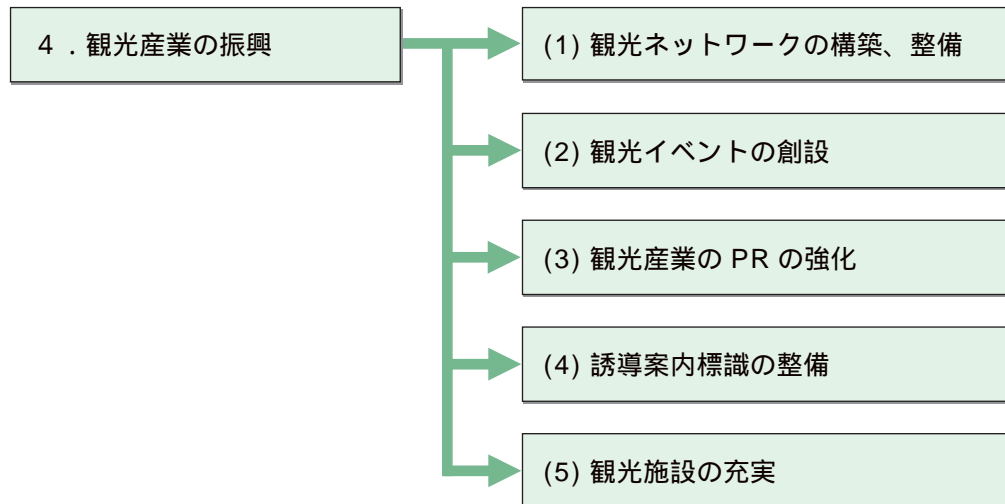 4 .観光産業の振興
(1) 観光ネットワークの構築、整備
(2) 観光イベントの創設
(3) 観光産業の PR の強化
(4) 誘導案内標識の整備
(5) 観光施設の充実